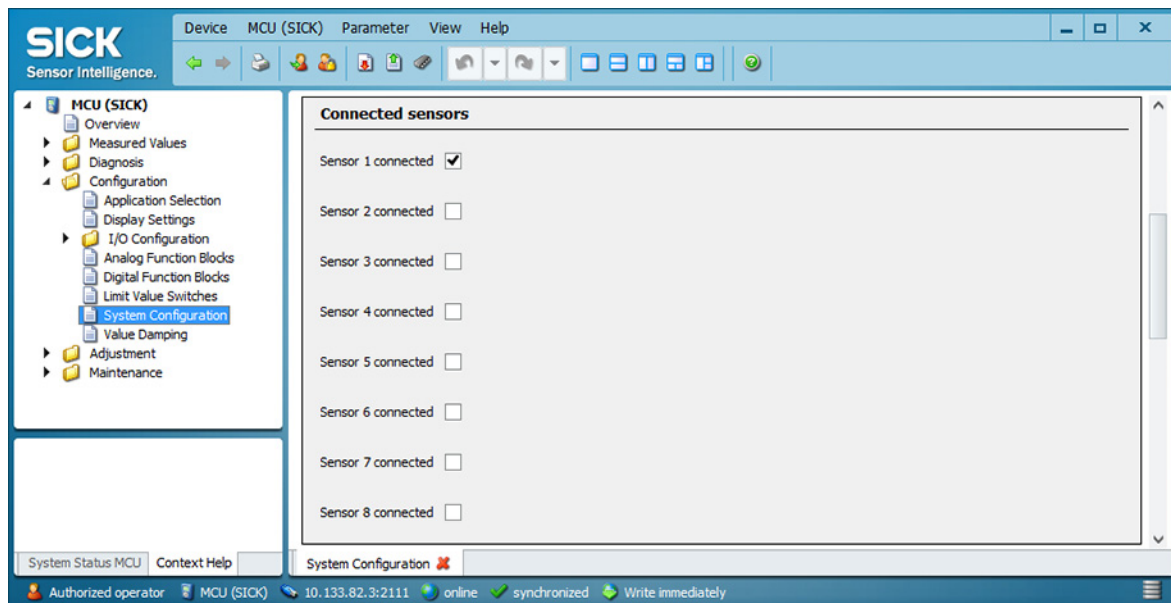 SICK
Sensor Intelligence.
Device MCU (SICK) Parameter View Help
MCU (SICK)
Overview
Measured Values
Diagnosis
Configuration
Application Selection
Display Settings
I/O Configuration
Analog Function Blocks
Digital Function Blocks
Limit Value Switches
System Configuration
Value Damping
Adjustment
Maintenance
System Status MCU Context Help
Connected sensors
Sensor 1 connected
Sensor 2 connected
Sensor 3 connected
Sensor 4 connected
Sensor 5 connected
Sensor 6 connected
Sensor 7 connected
Sensor 8 connected
System Configuration
Authorized operator MCU (SICK) 10.133.82.3:2111 online synchronized Write immediately